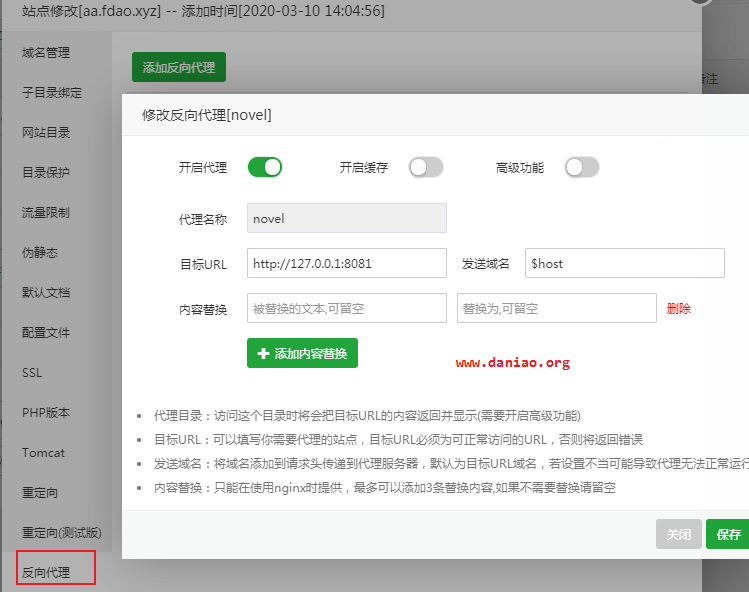 站点修改[aa.fdao.xyz] -- 添加时间[2020-03-10 14:04:56]
域名管理
子目录绑定
网站目录
目录保护
流量限制
伪静态
默认文档
配置文件
SSL
PHP版本
Tomcat
重定向
重定向(测试版)
反向代理
添加反向代理
注
修改反向代理[novel]
开启代理 开启缓存 高级功能
代理名称 novel
目标URL http://127.0.0.1:8081 发送域名 $host
内容替换 被替换的文本,可留空 替换为,可留空 删除
添加内容替换
www.daniao.org
代理目录：访问这个目录时将会把目标URL的内容返回并显示(需要开启高级功能)
目标URL：可以填写你需要代理的站点，目标URL必须为可正常访问的URL，否则将返回错误
发送域名：将域名添加到请求头传递到代理服务器，默认为目标URL域名，若设置不当可能导致代理无法正常运行
内容替换：只能在使用nginx时提供，最多可以添加3条替换内容,如果不需要替换请留空
关闭 保存